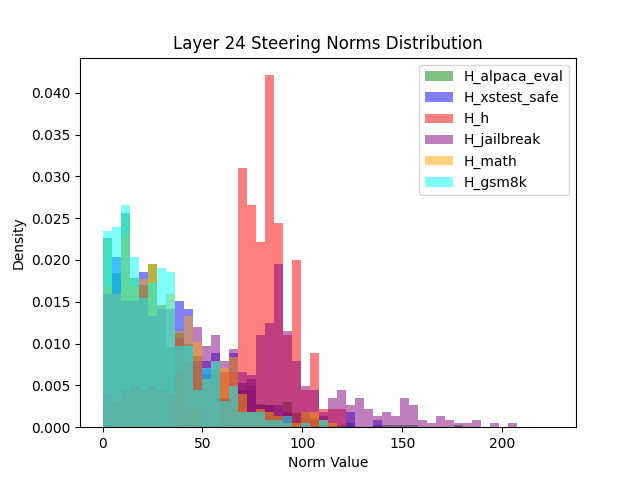 Layer 24 Steering Norms Distribution
H_alpaca_eval
H_xstest_safe
H_h
H_jailbreak
H_math
H_gsm8k
Density
0.040
0.035
0.030
0.025
0.020
0.015
0.010
0.005
0.000
0 50 100 150 200
Norm Value